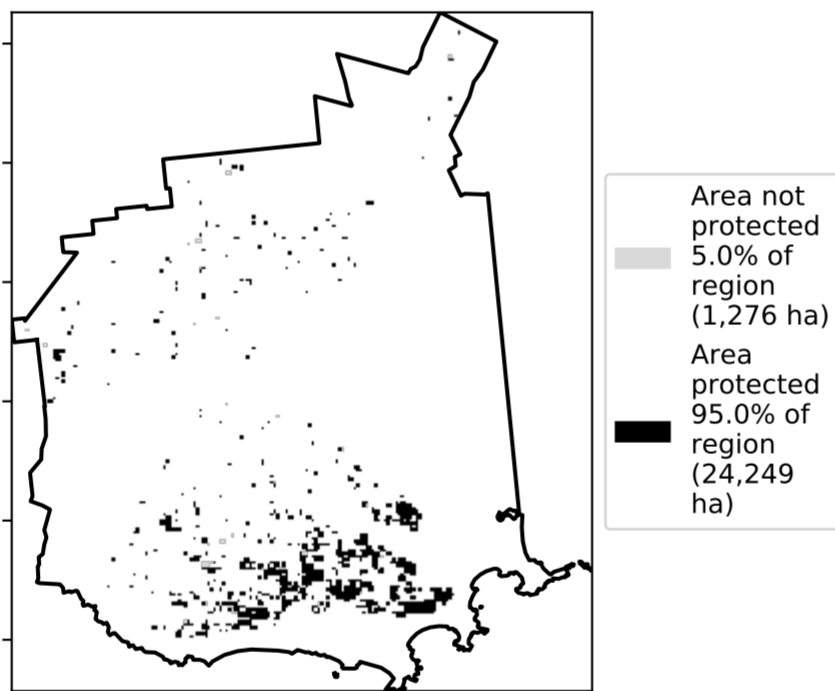 Area not
protected
5.0% of
region
(1,276 ha)
Area
protected
95.0% of
region
(24,249
ha)